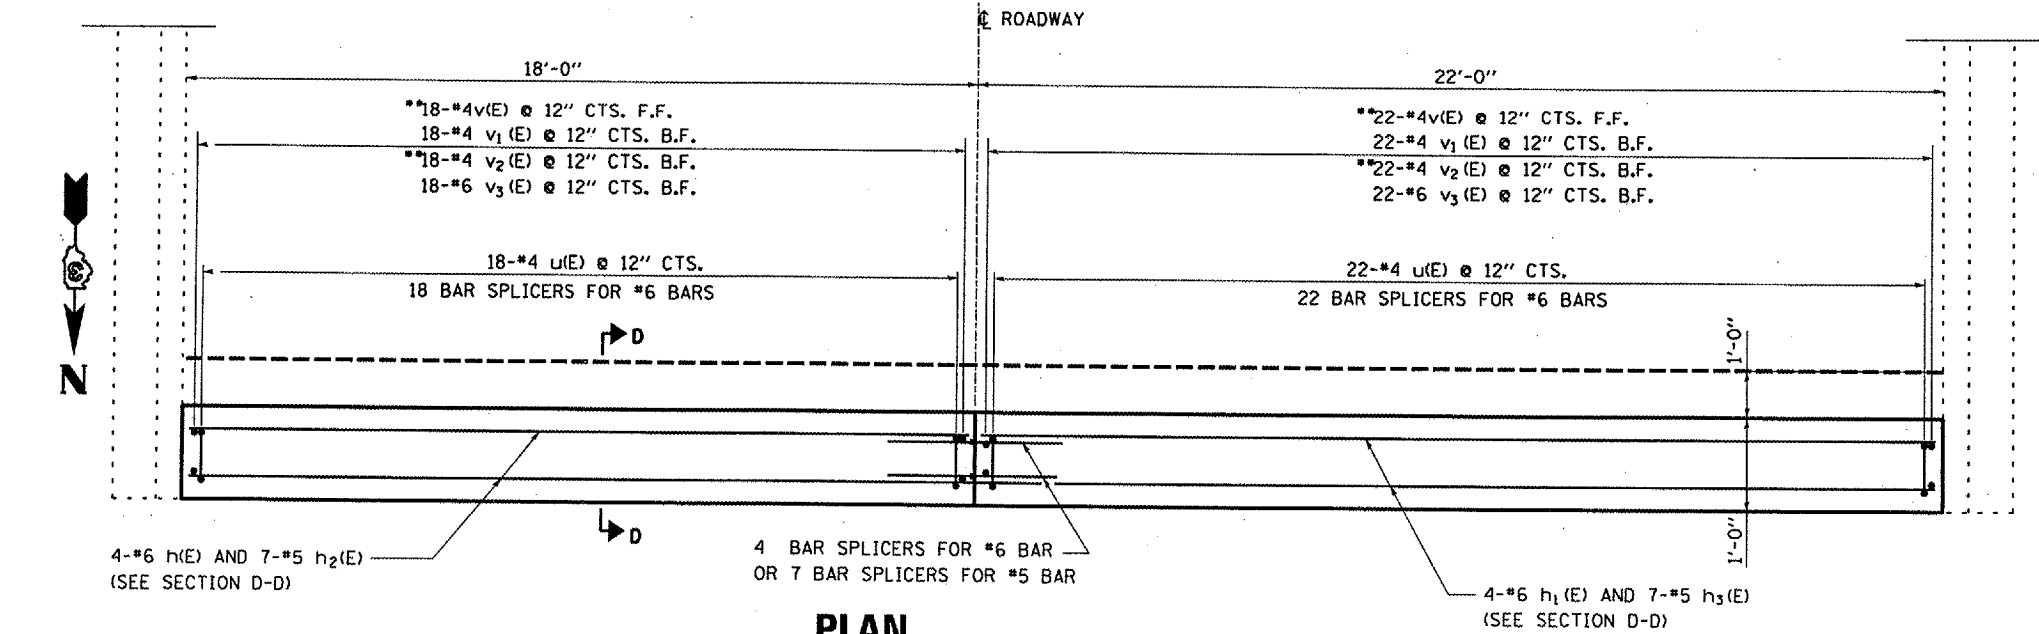 ℄ ROADWAY
18'-0"
22'-0"
**18-#4v(E) @ 12" CTS. F.F.
18-#4 v1(E) @ 12" CTS. B.F.
**18-#4 v2(E) @ 12" CTS. B.F.
18-#6 v3(E) @ 12" CTS. B.F.
**22-#4v(E) @ 12" CTS. F.F.
22-#4 v1(E) @ 12" CTS. B.F.
**22-#4 v2(E) @ 12" CTS. B.F.
22-#6 v3(E) @ 12" CTS. B.F.
18-#4 u(E) @ 12" CTS.
18 BAR SPLICERS FOR #6 BARS
22-#4 u(E) @ 12" CTS.
22 BAR SPLICERS FOR #6 BARS
N
D
1'-0"
D
1'-0"
4-#6 h(E) AND 7-#5 h2(E)
(SEE SECTION D-D)
4 BAR SPLICERS FOR #6 BAR
OR 7 BAR SPLICERS FOR #5 BAR
4-#6 h1(E) AND 7-#5 h3(E)
(SEE SECTION D-D)
PLAN